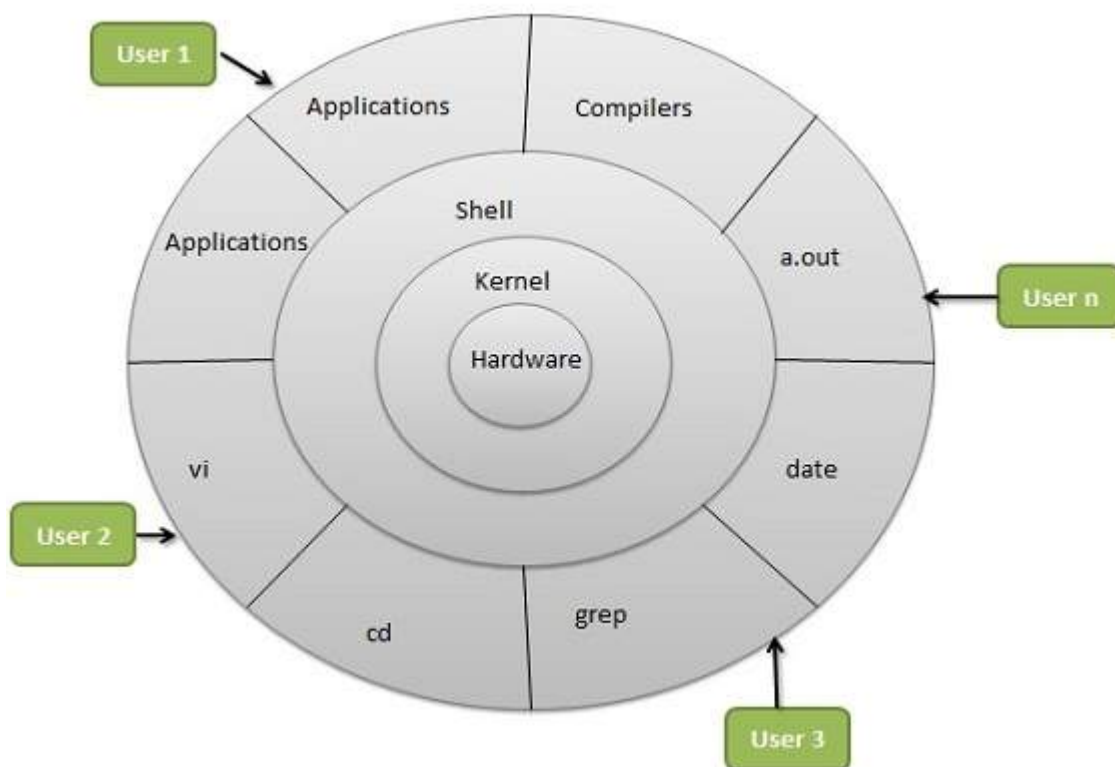 User 1
Applications
Compilers
Shell
Applications
a.out
Kernel
User n
Hardware
vi
date
User 2
grep
cd
User 3